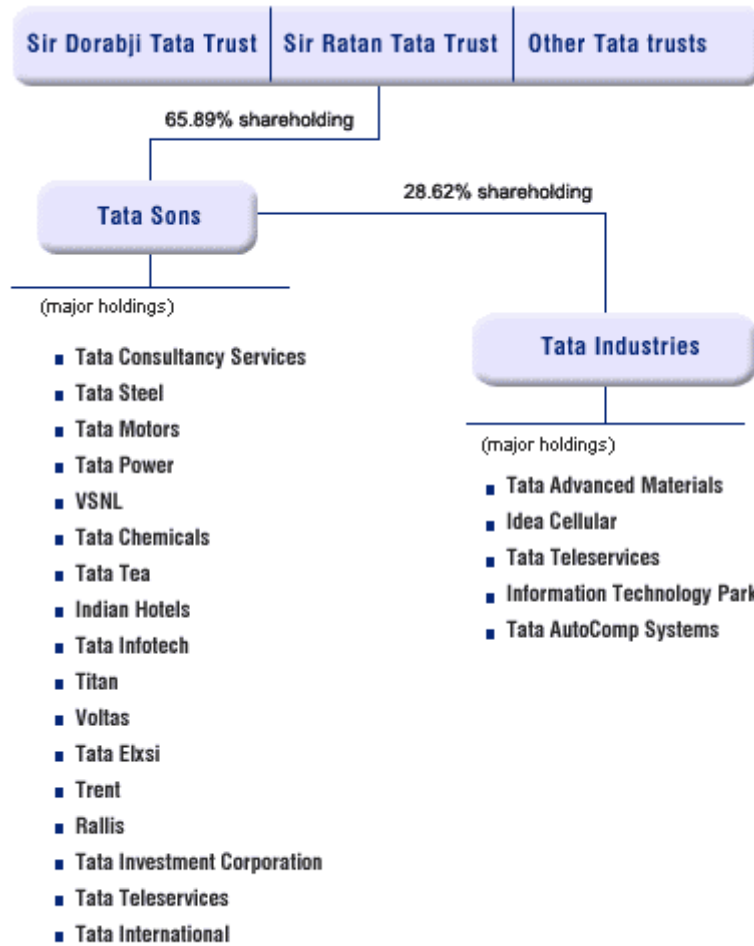 Sir Dorabji Tata Trust
Sir Ratan Tata Trust
Other Tata trusts
65.89% shareholding
Tata Sons
28.62% shareholding
(major holdings)
Tata Consultancy Services
Tata Steel
Tata Motors
Tata Power
VSNL
Tata Chemicals
Tata Tea
Indian Hotels
Tata Infotech
Titan
Voltas
Tata Elxsi
Trent
Rallis
Tata Investment Corporation
Tata Teleservices
Tata International
Tata Industries
(major holdings)
Tata Advanced Materials
Idea Cellular
Tata Teleservices
Information Technology Park
Tata AutoComp Systems